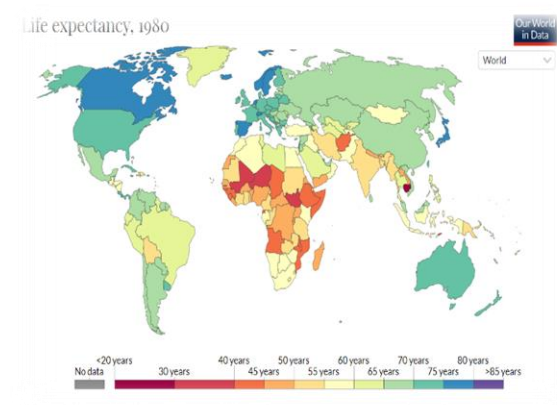 Life expectancy, 1980
Our World
in Data
World
<20 years
40 years
50 years
60 years
70 years
80 years
No data
30 years
45 years
55 years
65 years
75 years
>85 years